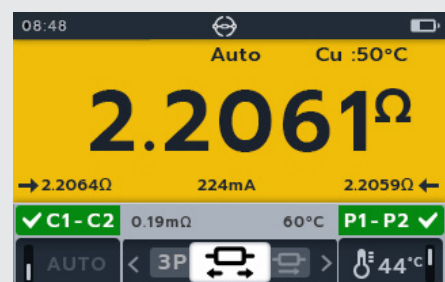 08:48
Auto Cu :50°C
2.2061Ω
→2.2064Ω 224mA 2.2059Ω←
✓ C1-C2 0.19mΩ 60°C P1-P2 ✓
AUTO < 3P > 44°C